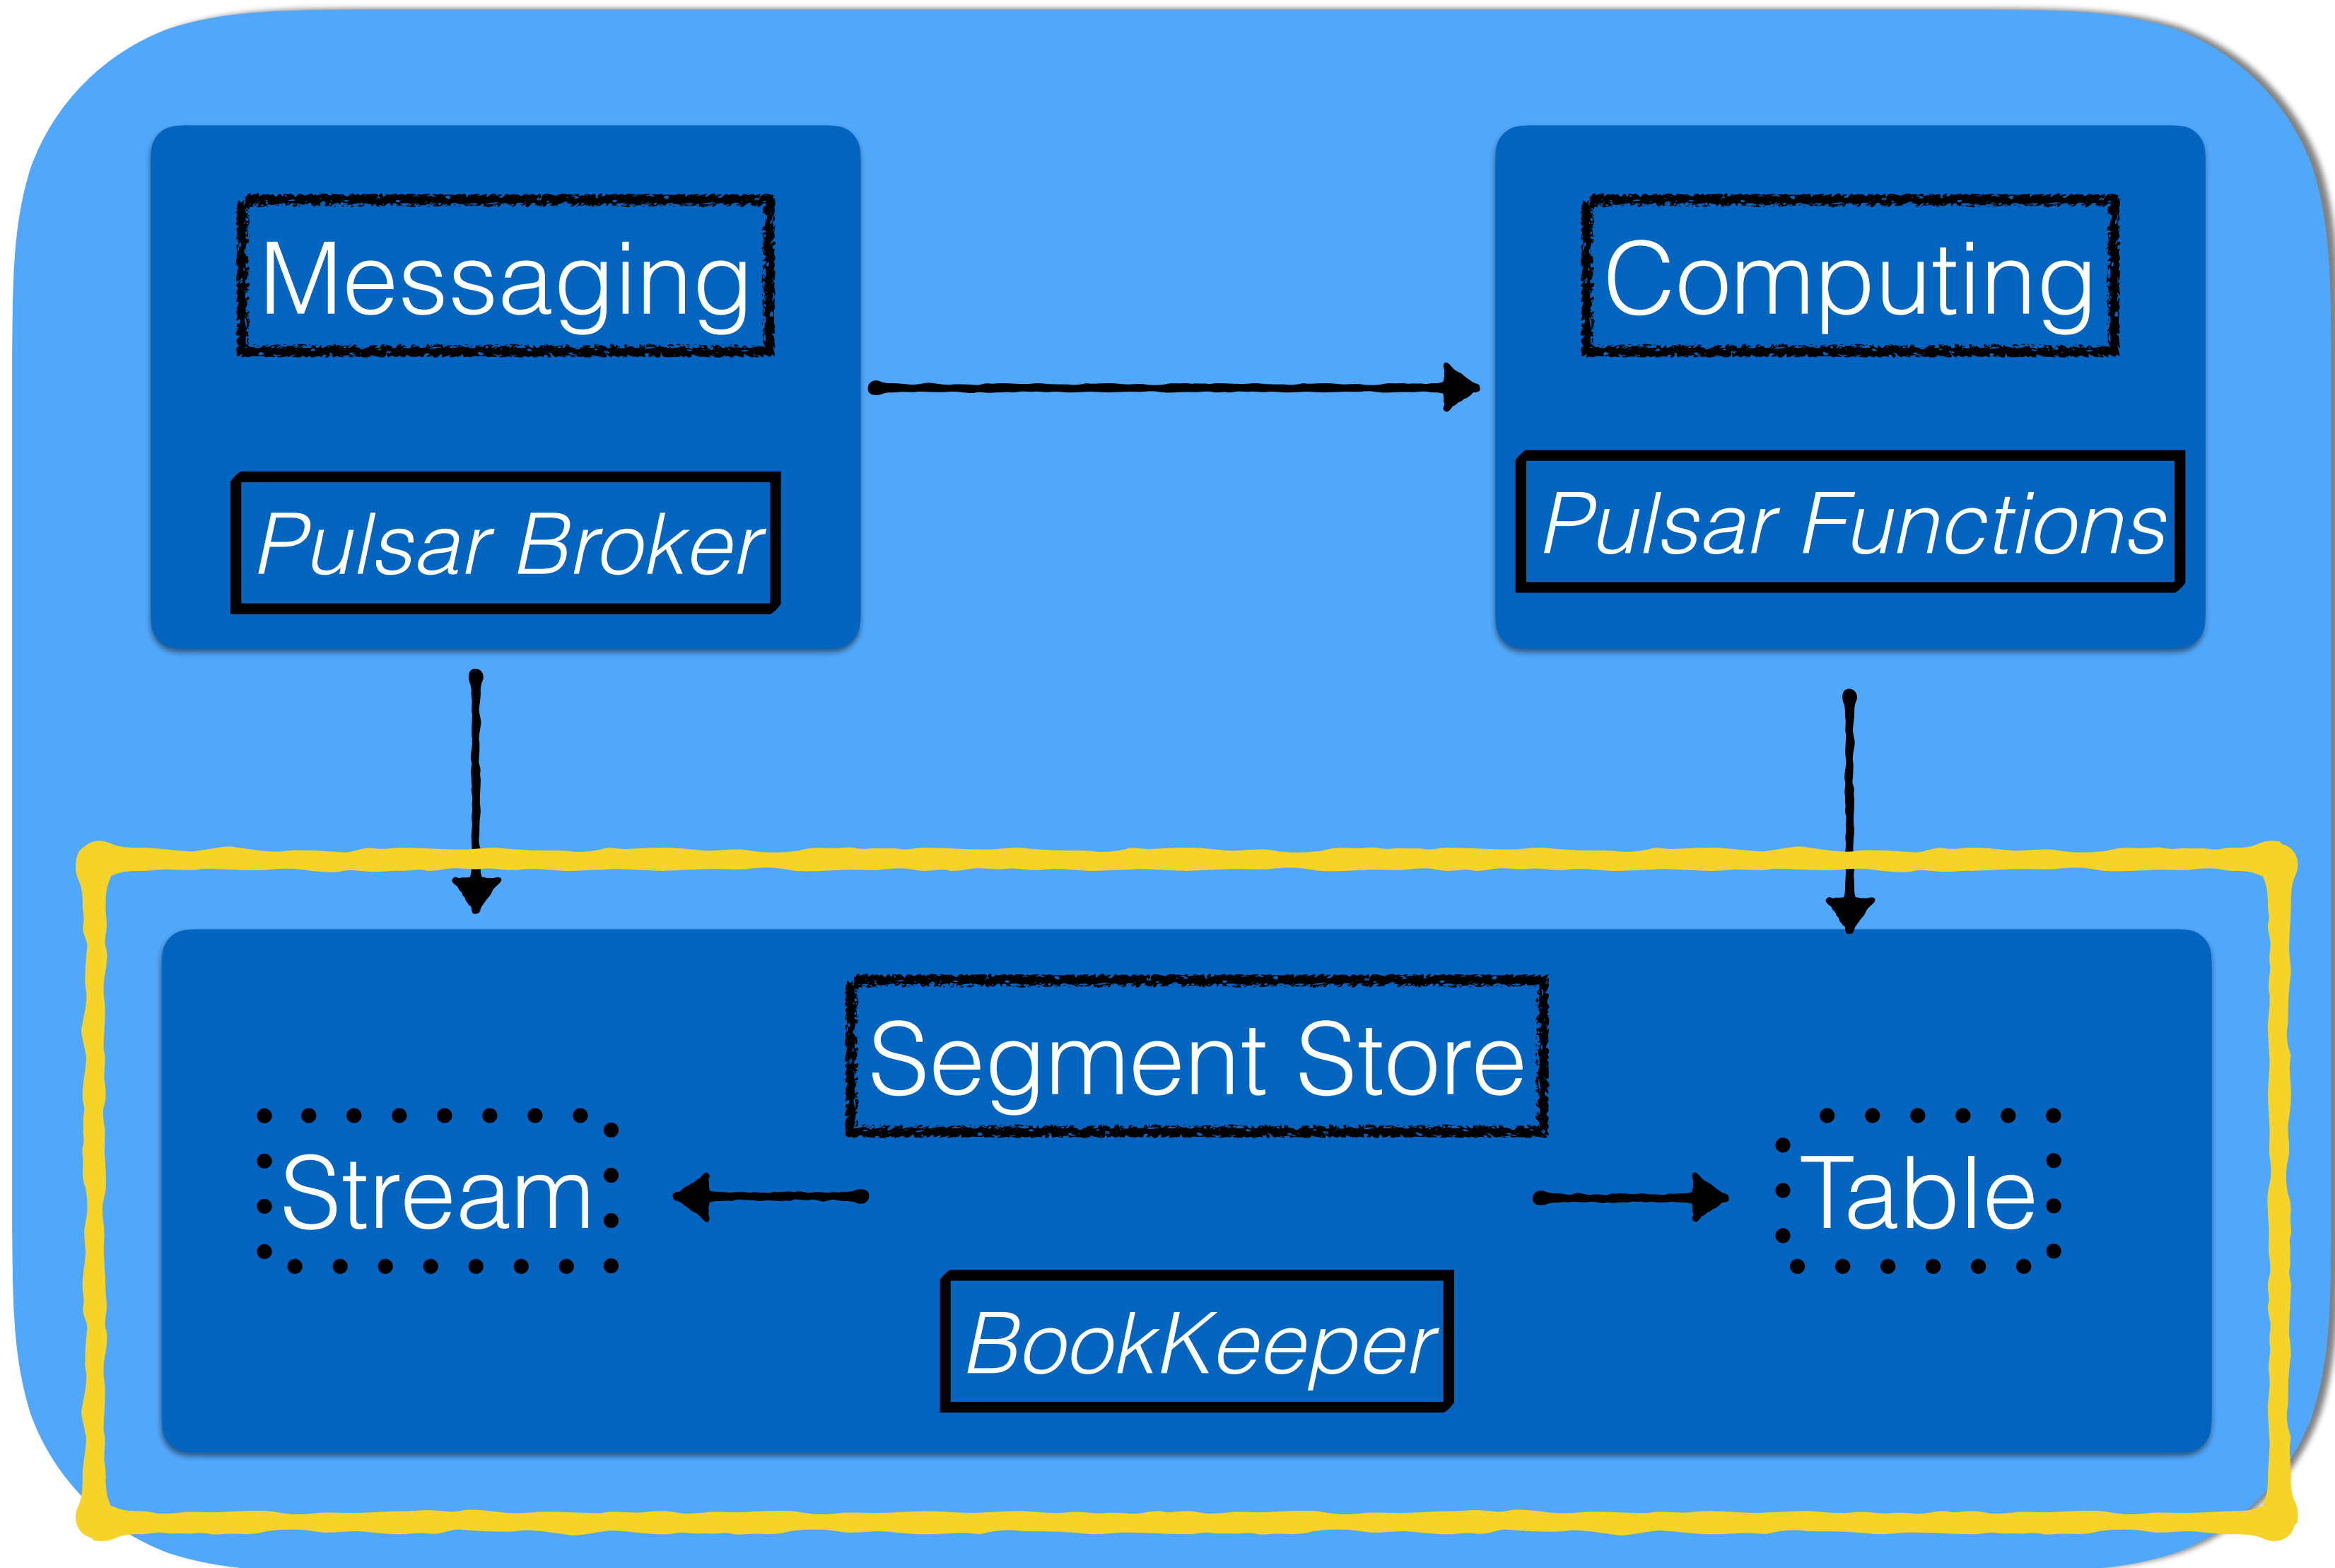 Messaging
Computing
Pulsar Broker
Pulsar Functions
Segment Store
Stream
Table
BookKeeper